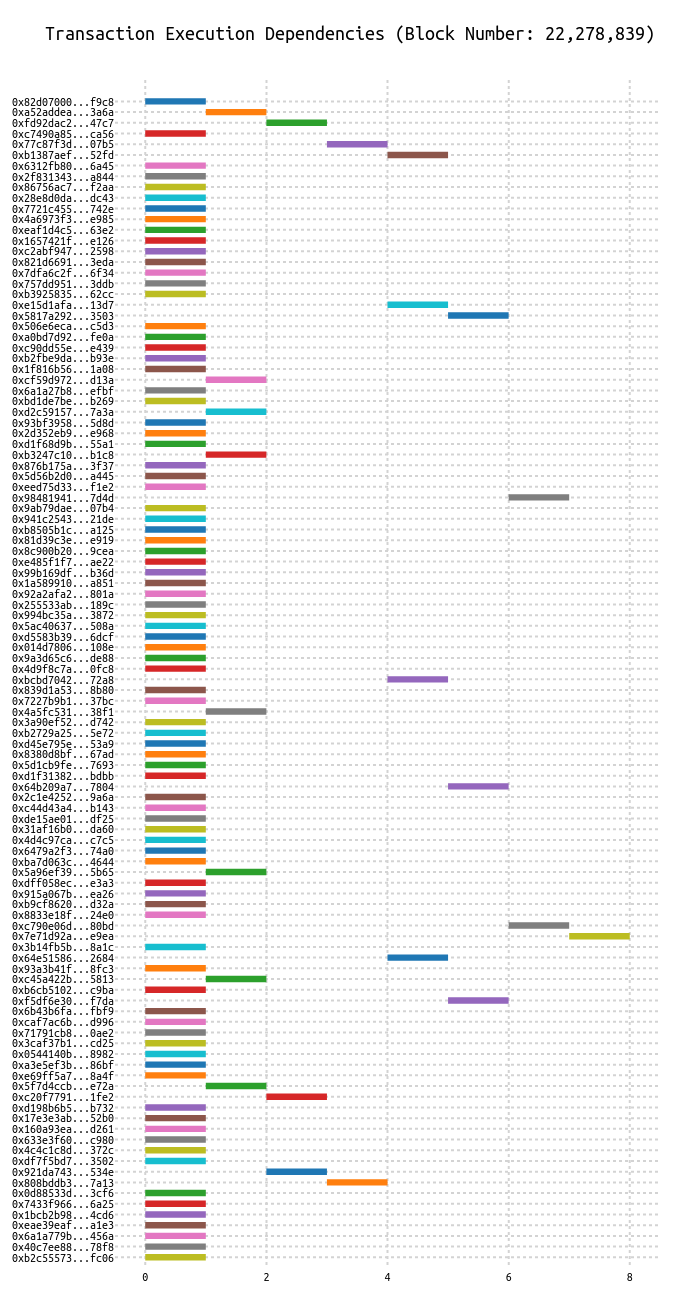 Transaction Execution Dependencies (Block Number: 22,278,839)
0x82d07000...f9c8
0xa52addea...3a6a
0xfd92dac2...47c7
0xc7490a85...ca56
0x77c87f3d...07b5
0xb1387aef...52fd
0x6312fb80...6a45
0x2f831343...a844
0x86756ac7...f2aa
0x28e8d0da...dc43
0x7721c455...742e
0x4a6973f3...e985
0xeaf1d4c5...63e2
0x1657421f...e126
0xc2abf947...2598
0x821d6691...3eda
0x7dfa6c2f...6f34
0x757dd951...3ddb
0xb3925835...62cc
0xe15d1afa...13d7
0x5817a292...3503
0x506e6eca...c5d3
0xa0bd7d92...fe0a
0xc90dd55e...e439
0xb2fbe9da...b93e
0x1f816b56...1a08
0xcf59d972...d13a
0x6a1a27b8...efbf
0xbd1de7be...b269
0xd2c59157...7a3a
0x93bf3958...5d8d
0x2d352eb9...e968
0xd1f68d9b...55a1
0xb3247c10...b1c8
0x876b175a...3f37
0x5d56b2d0...a445
0xeed75d33...f1e2
0x98481941...7d4d
0x9ab79dae...07b4
0x941c2543...21de
0xb8505b1c...a125
0x81d39c3e...e919
0x8c900b20...9cea
0xe485f1f7...ae22
0x99b169df...b36d
0x1a589910...a851
0x92a2afa2...801a
0x255533ab...189c
0x994bc35a...3872
0x5ac40637...508a
0xd5583b39...6dcf
0x014d7806...108e
0x9a3d65c6...de88
0x4d9f8c7a...0fc8
0xbcbd7042...72a8
0x839d1a53...8b80
0x7227b9b1...37bc
0x4a5fc531...38f1
0x3a90ef52...d742
0xb2729a25...5e72
0xd45e795e...53a9
0x8380d8bf...67ad
0x5d1cb9fe...7693
0xd1f31382...bdbb
0x64b209a7...7804
0x2c1e4252...9a6a
0xc44d43a4...b143
0xde15ae01...df25
0x31af16b0...da60
0x4d4c97ca...c7c5
0x6479a2f3...74a0
0xba7d063c...4644
0x5a96ef39...5b65
0xdff058ec...e3a3
0x915a067b...ea26
0xb9cf8620...d32a
0x8833e18f...24e0
0xc790e06d...80bd
0x7e71d92a...e9ea
0x3b14fb5b...8a1c
0x64e51586...2684
0x93a3b41f...8fc3
0xc45a422b...5813
0xb6cb5102...c9ba
0xf5df6e30...f7da
0x6b43b6fa...fbf9
0xcaf7ac6b...d996
0x71791cb8...0ae2
0x3caf37b1...cd25
0x0544140b...8982
0xa3e5ef3b...86bf
0xe69ff5a7...8a4f
0x5f7d4ccb...e72a
0xc20f7791...1fe2
0xd198b6b5...b732
0x17e3e3ab...52b0
0x160a93ea...d261
0x633e3f60...c980
0x4c4c1c8d...372c
0xdf7f5bd7...3502
0x921da743...534e
0x808bddb3...7a13
0x0d88533d...3cf6
0x7433f966...6a25
0x1bcb2b98...4cd6
0xeae39eaf...a1e3
0x6a1a779b...456a
0x40c7ee88...78f8
0xb2c55573...fc06
0 2 4 6 8